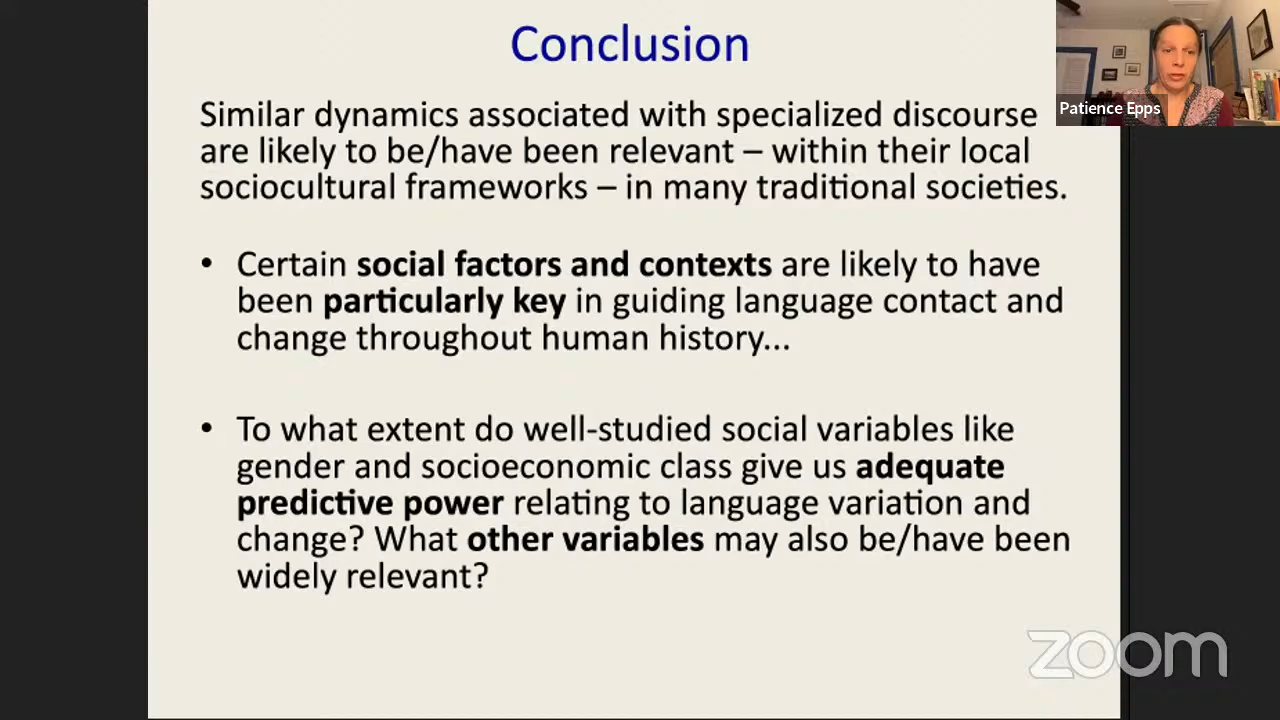 Conclusion
Similar dynamics associated with specialized discourse
are likely to be/have been relevant – within their local
sociocultural frameworks – in many traditional societies.
• Certain social factors and contexts are likely to have
been particularly key in guiding language contact and
change throughout human history...
• To what extent do well-studied social variables like
gender and socioeconomic class give us adequate
predictive power relating to language variation and
change? What other variables may also be/have been
widely relevant?
Patience Epps
zoom